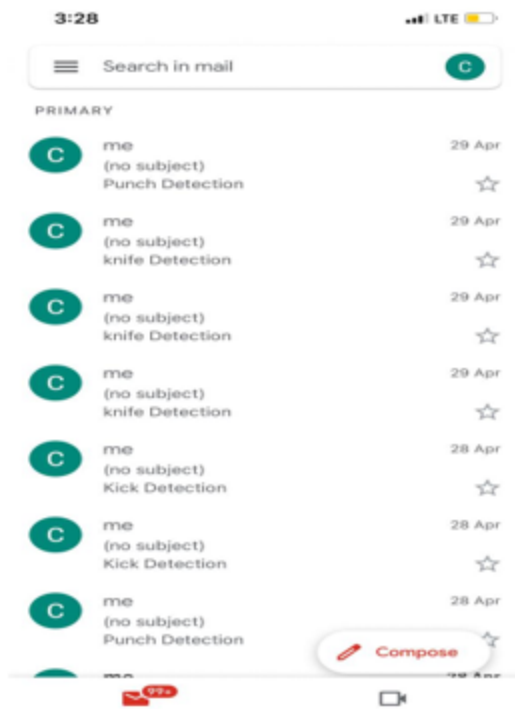 3:28 LTE
Search in mail C
PRIMARY
C me 29 Apr
(no subject)
Punch Detection
C me 29 Apr
(no subject)
knife Detection
C me 29 Apr
(no subject)
knife Detection
C me 29 Apr
(no subject)
knife Detection
C me 28 Apr
(no subject)
Kick Detection
C me 28 Apr
(no subject)
Kick Detection
C me 28 Apr
(no subject)
Punch Detection
Compose
me 28 Apr
99+